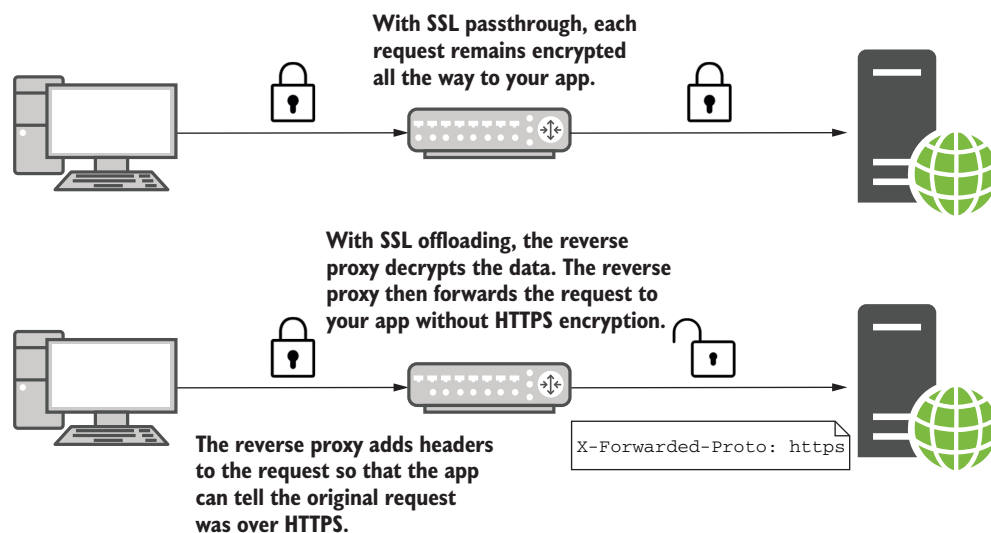 With SSL passthrough, each
request remains encrypted
all the way to your app.
With SSL offloading, the reverse
proxy decrypts the data. The reverse
proxy then forwards the request to
your app without HTTPS encryption.
The reverse proxy adds headers
to the request so that the app
can tell the original request
was over HTTPS.
X-Forwarded-Proto: https